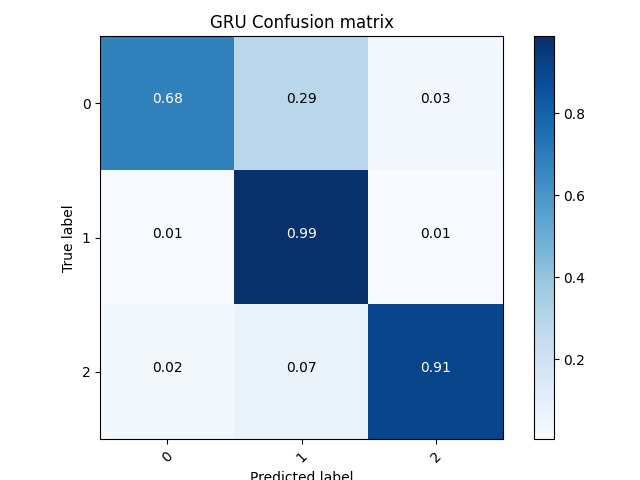 GRU Confusion matrix
0 0.68 0.29 0.03
1 0.01 0.99 0.01
2 0.02 0.07 0.91
0 1 2
True label
Predicted label
0.8
0.6
0.4
0.2